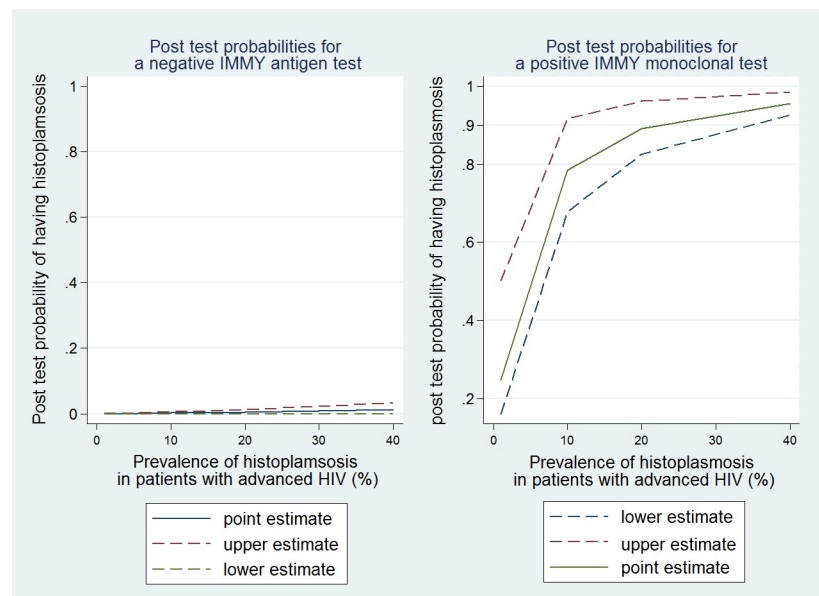 Post test probabilities for
a negative IMMY antigen test
Post test probability of having histoplamsosis
1
.8
.6
.4
.2
0
0
10
20
30
40
Prevalence of histoplamsosis
in patients with advanced HIV (%)
point estimate
upper estimate
lower estimate
Post test probabilities for
a positive IMMY monoclonal test
post test probability of having histoplasmosis
1
.9
.8
.6
.4
.2
0
10
20
30
40
Prevalence of histoplasmosis
in patients with advanced HIV (%)
lower estimate
upper estimate
point estimate